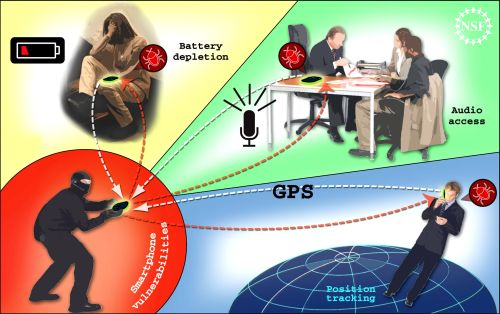 NSF
Battery
depletion
Audio
access
GPS
Smartphone
vulnerabilities
Position
tracking